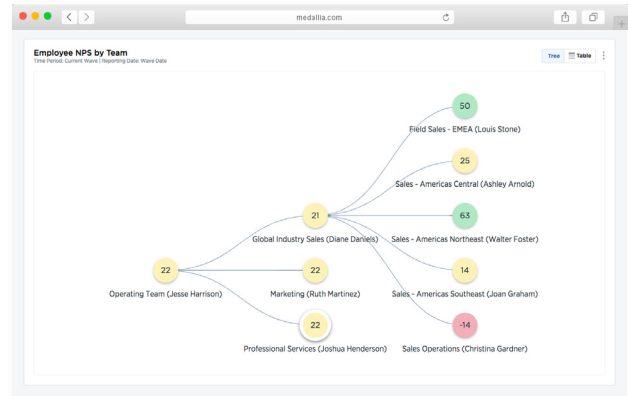 medallia.com
Employee NPS by Team
Time Period: Current Wave | Reporting Date: Wave Date
Tree
Table
50
Field Sales - EMEA (Louis Stone)
25
Sales - Americas Central (Ashley Arnold)
21
63
Global Industry Sales (Diane Daniels)
Sales - Americas Northeast (Walter Foster)
22
22
14
Operating Team (Jesse Harrison)
Marketing (Ruth Martinez)
Sales - Americas Southeast (Joan Graham)
22
-14
Professional Services (Joshua Henderson)
Sales Operations (Christina Gardner)